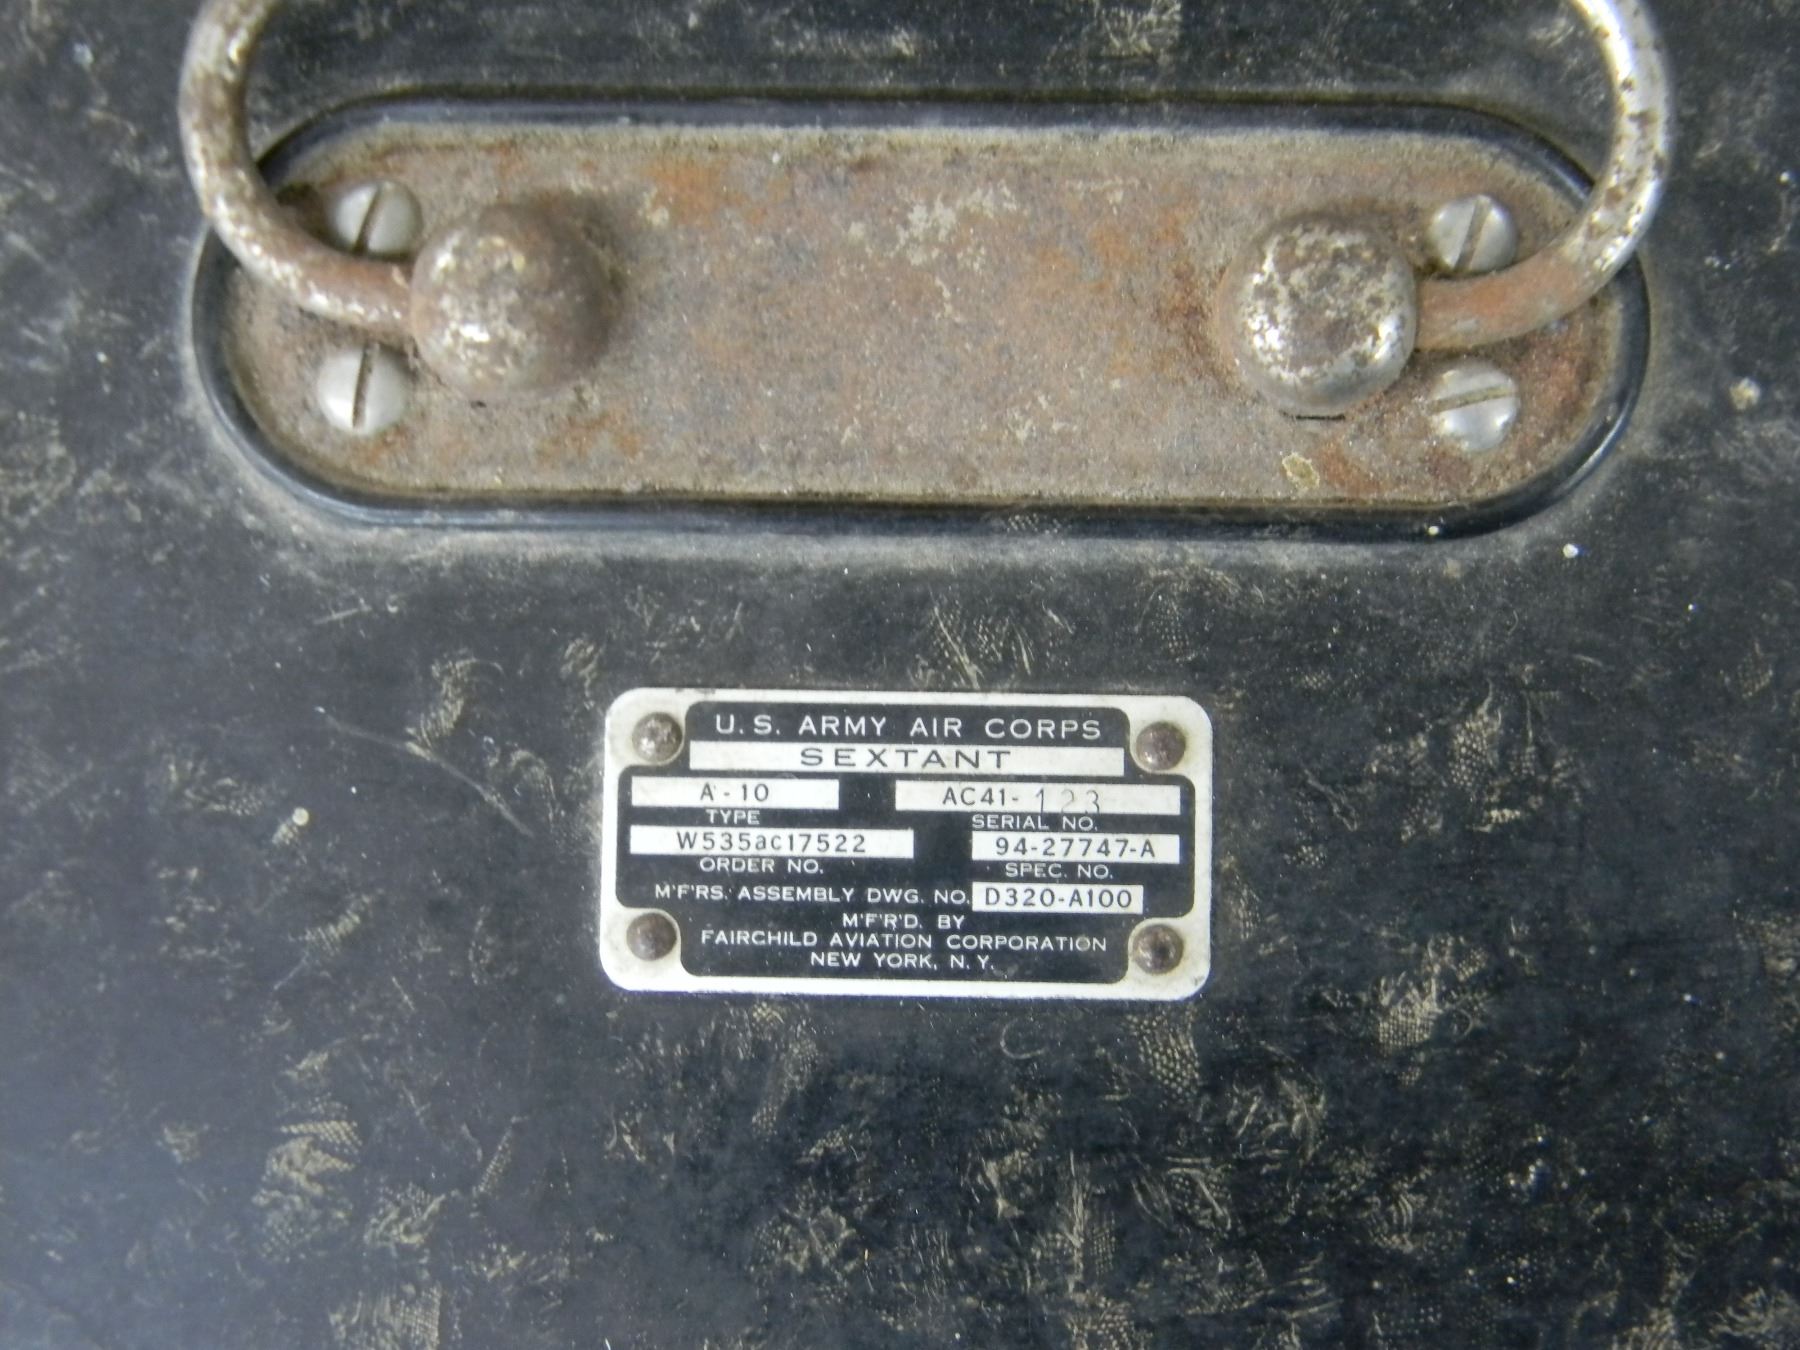 U.S. ARMY AIR CORPS
SEXTANT
A-10 AC41-123
TYPE SERIAL NO.
W535ac17522 94-27747-A
ORDER NO. SPEC. NO.
M'F'RS. ASSEMBLY DWG. NO. D320-A100
M'F'R'D. BY
FAIRCHILD AVIATION CORPORATION
NEW YORK, N.Y.